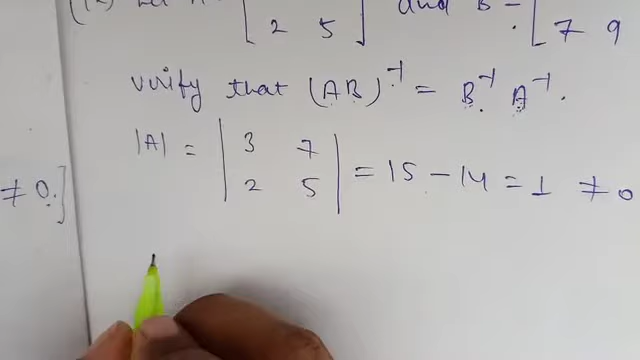 [ 2 5 ] and B = [ 7 9
verify that (AB)⁻¹ = B⁻¹ A⁻¹.
|A| = | 3 7 | = 15 - 14 = 1 ≠ 0
| 2 5 |
≠ 0.]